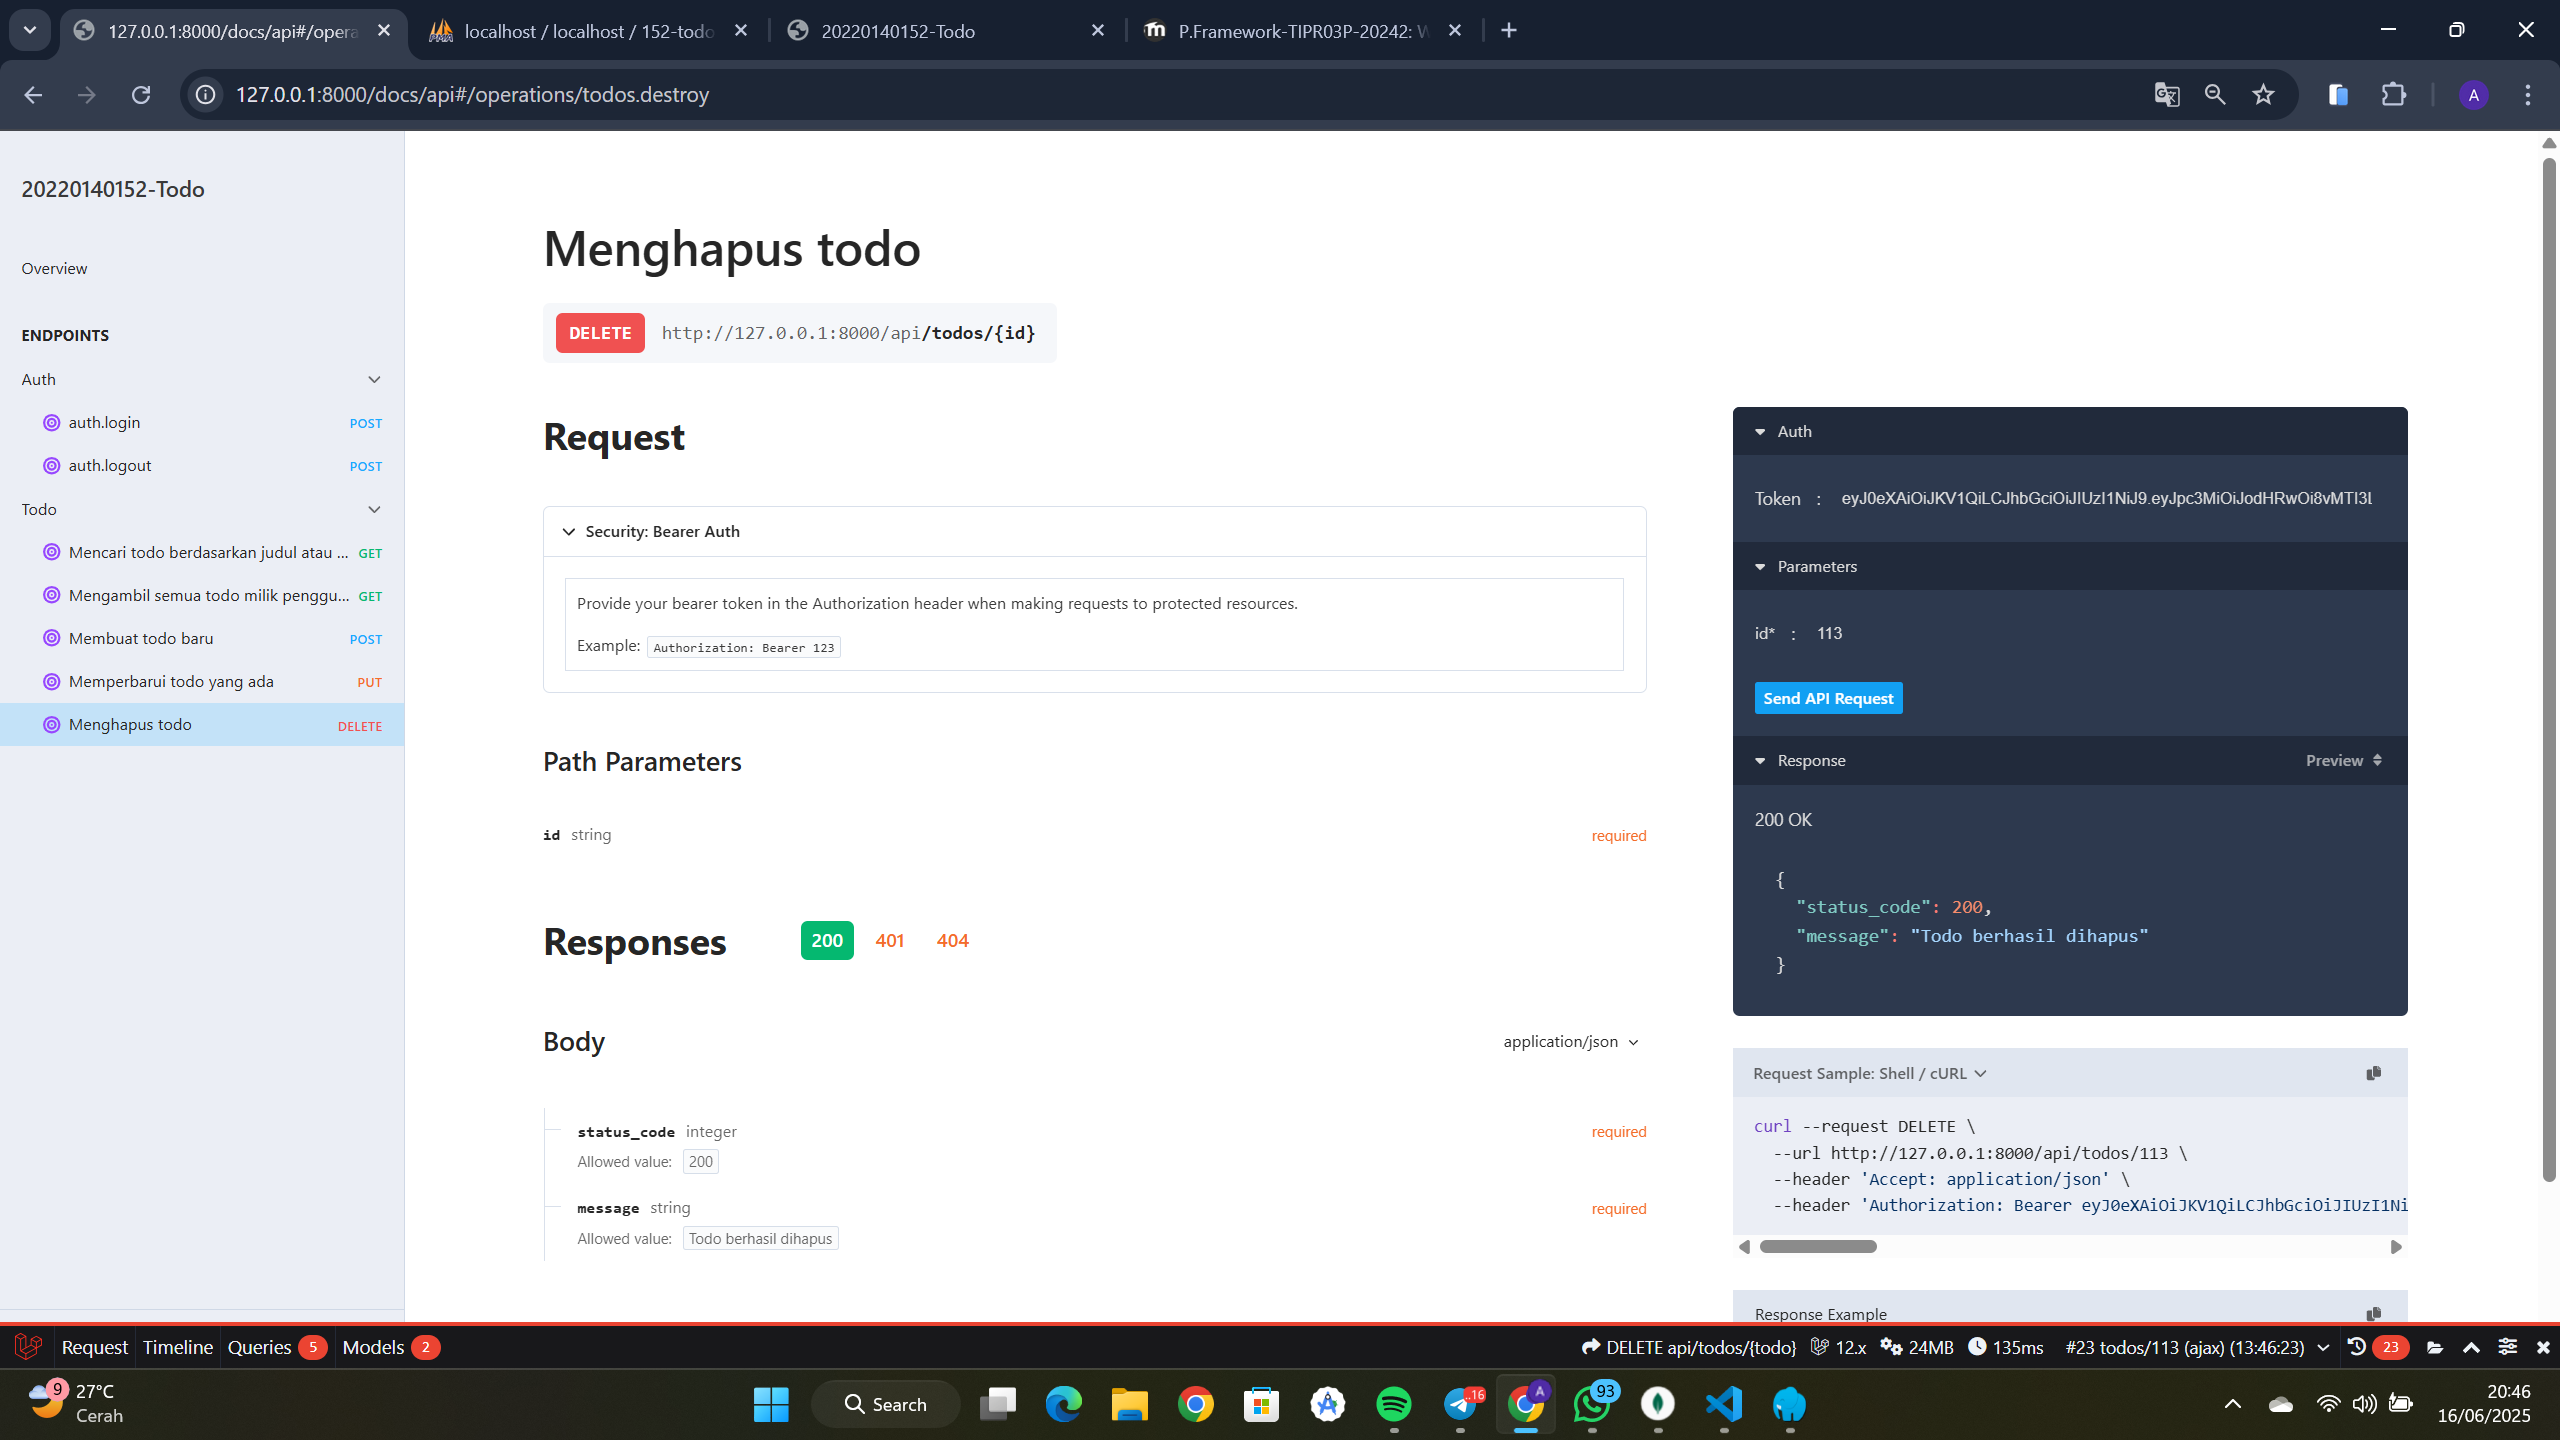 127.0.0.1:8000/docs/api#/opera
localhost / localhost / 152-todo
20220140152-Todo
P.Framework-TIPR03P-20242: W
127.0.0.1:8000/docs/api#/operations/todos.destroy
A
20220140152-Todo
Overview
ENDPOINTS
Auth
auth.login POST
auth.logout POST
Todo
Mencari todo berdasarkan judul atau ... GET
Mengambil semua todo milik penggu... GET
Membuat todo baru POST
Memperbarui todo yang ada PUT
Menghapus todo DELETE
Menghapus todo
DELETE http://127.0.0.1:8000/api/todos/{id}
Request
Security: Bearer Auth
Provide your bearer token in the Authorization header when making requests to protected resources.
Example: Authorization: Bearer 123
Path Parameters
id string required
Responses 200 401 404
Body application/json
status_code integer required
Allowed value: 200
message string required
Allowed value: Todo berhasil dihapus
Auth
Token : eyJ0eXAiOiJKV1QiLCJhbGciOiJIUzI1NiJ9.eyJpc3MiOiJodHRwOi8vMTI3L
Parameters
id* : 113
Send API Request
Response Preview
200 OK
{
"status_code": 200,
"message": "Todo berhasil dihapus"
}
Request Sample: Shell / cURL
curl --request DELETE \
--url http://127.0.0.1:8000/api/todos/113 \
--header 'Accept: application/json' \
--header 'Authorization: Bearer eyJ0eXAiOiJKV1QiLCJhbGciOiJIUzI1Ni
Response Example
Request Timeline Queries 5 Models 2
DELETE api/todos/{todo} 12.x 24MB 135ms #23 todos/113 (ajax) (13:46:23) 23
9
27°C
Cerah
Search
..16
A
93
20:46
16/06/2025